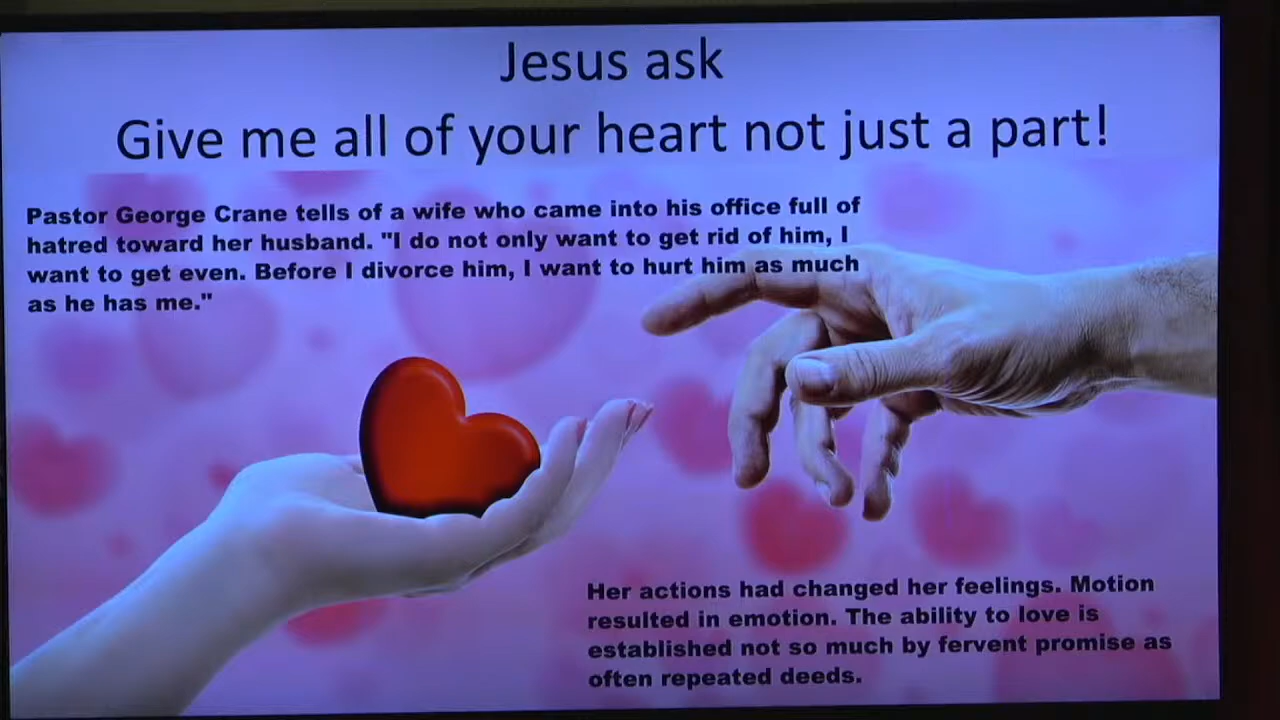 Jesus ask
Give me all of your heart not just a part!
Pastor George Crane tells of a wife who came into his office full of
hatred toward her husband. "I do not only want to get rid of him, I
want to get even. Before I divorce him, I want to hurt him as much
as he has me."
Her actions had changed her feelings. Motion
resulted in emotion. The ability to love is
established not so much by fervent promise as
often repeated deeds.